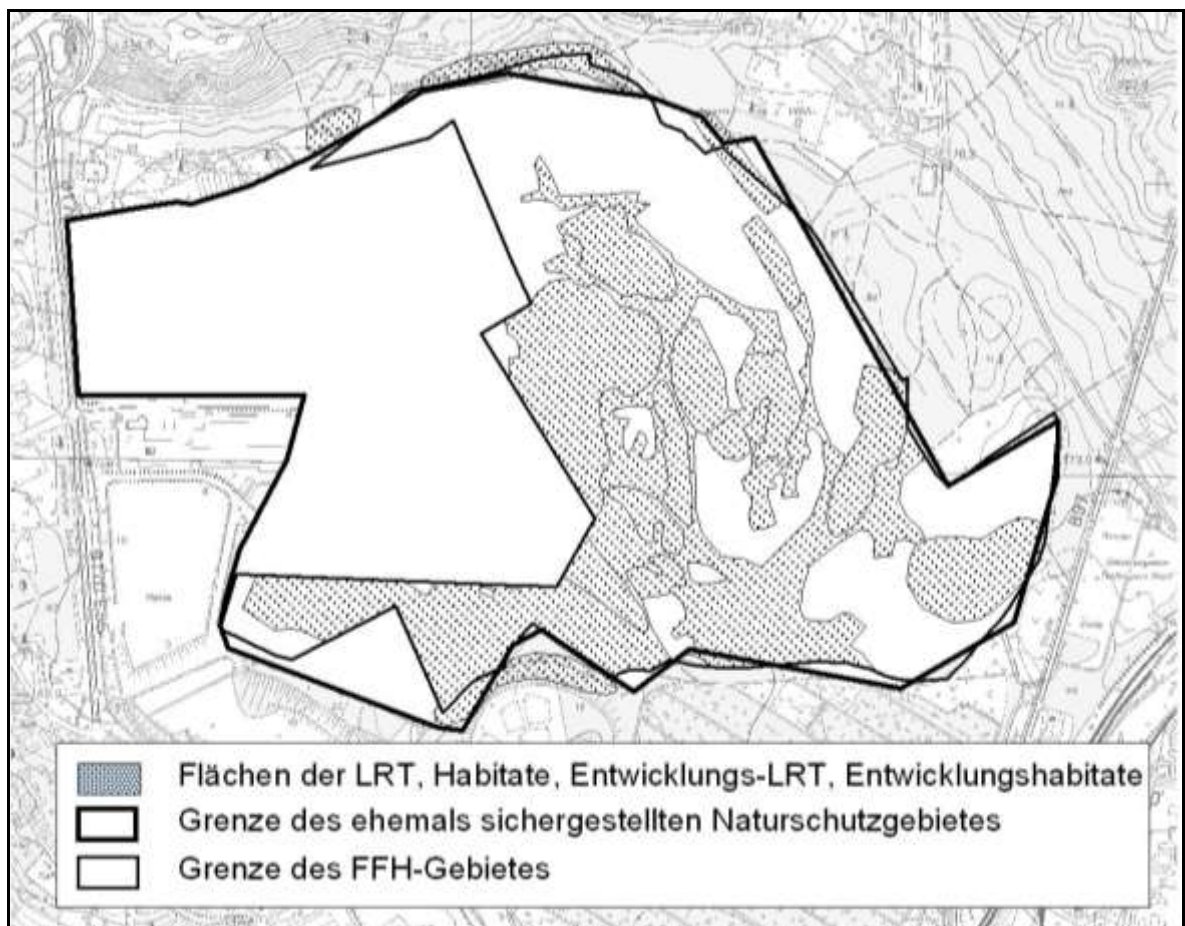 Flächen der LRT, Habitate, Entwicklungs-LRT, Entwicklungshabitate
Grenze des ehemals sichergestellten Naturschutzgebietes
Grenze des FFH-Gebietes